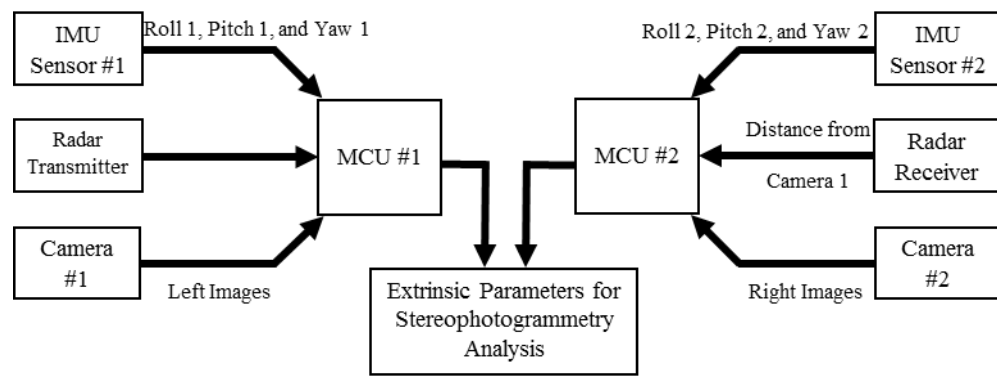 IMU
Sensor #1
Roll 1, Pitch 1, and Yaw 1
Roll 2, Pitch 2, and Yaw 2
IMU
Sensor #2
Radar
Transmitter
MCU #1
MCU #2
Distance from
Camera 1
Radar
Receiver
Camera
#1
Left Images
Extrinsic Parameters for
Stereophotogrammetry
Analysis
Right Images
Camera
#2